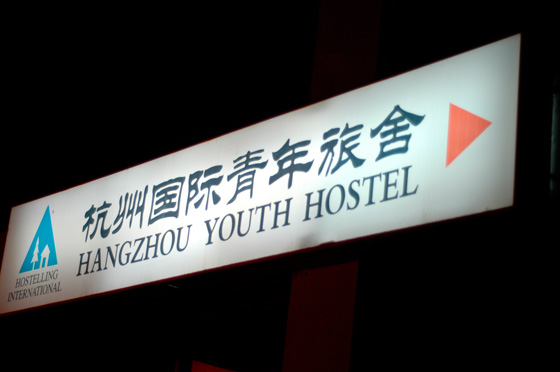 杭州国际青年旅舍
HANGZHOU YOUTH HOSTEL
HOSTELLING
INTERNATIONAL